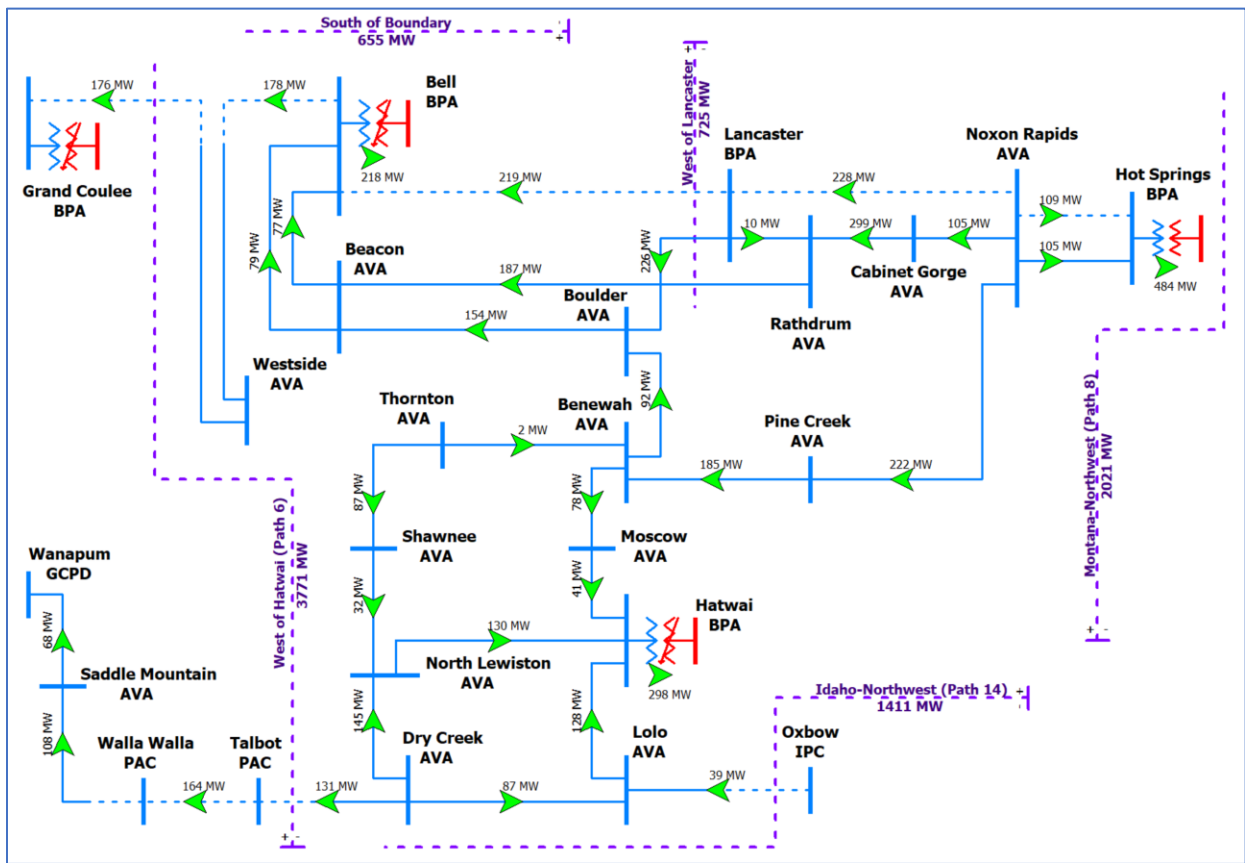 South of Boundary
655 MW
+ -
176 MW
178 MW
Bell
BPA
West of Lancaster
725 MW
+ -
Lancaster
BPA
Noxon Rapids
AVA
Hot Springs
BPA
Grand Coulee
BPA
218 MW
219 MW
228 MW
109 MW
77 MW
79 MW
Beacon
AVA
187 MW
226 MW
10 MW
299 MW
105 MW
105 MW
Cabinet Gorge
AVA
484 MW
154 MW
Boulder
AVA
Rathdrum
AVA
Westside
AVA
92 MW
Thornton
AVA
2 MW
Benewah
AVA
Pine Creek
AVA
185 MW
222 MW
Montana-Northwest (Path 8)
2021 MW
+ -
87 MW
78 MW
Shawnee
AVA
Moscow
AVA
Wanapum
GCPD
West of Hatwai (Path 6)
3771 MW
+ -
32 MW
41 MW
Hatwai
BPA
130 MW
68 MW
Saddle Mountain
AVA
North Lewiston
AVA
298 MW
Idaho-Northwest (Path 14)
1411 MW
+ -
108 MW
145 MW
128 MW
Walla Walla
PAC
Talbot
PAC
Dry Creek
AVA
Lolo
AVA
Oxbow
IPC
164 MW
131 MW
87 MW
39 MW